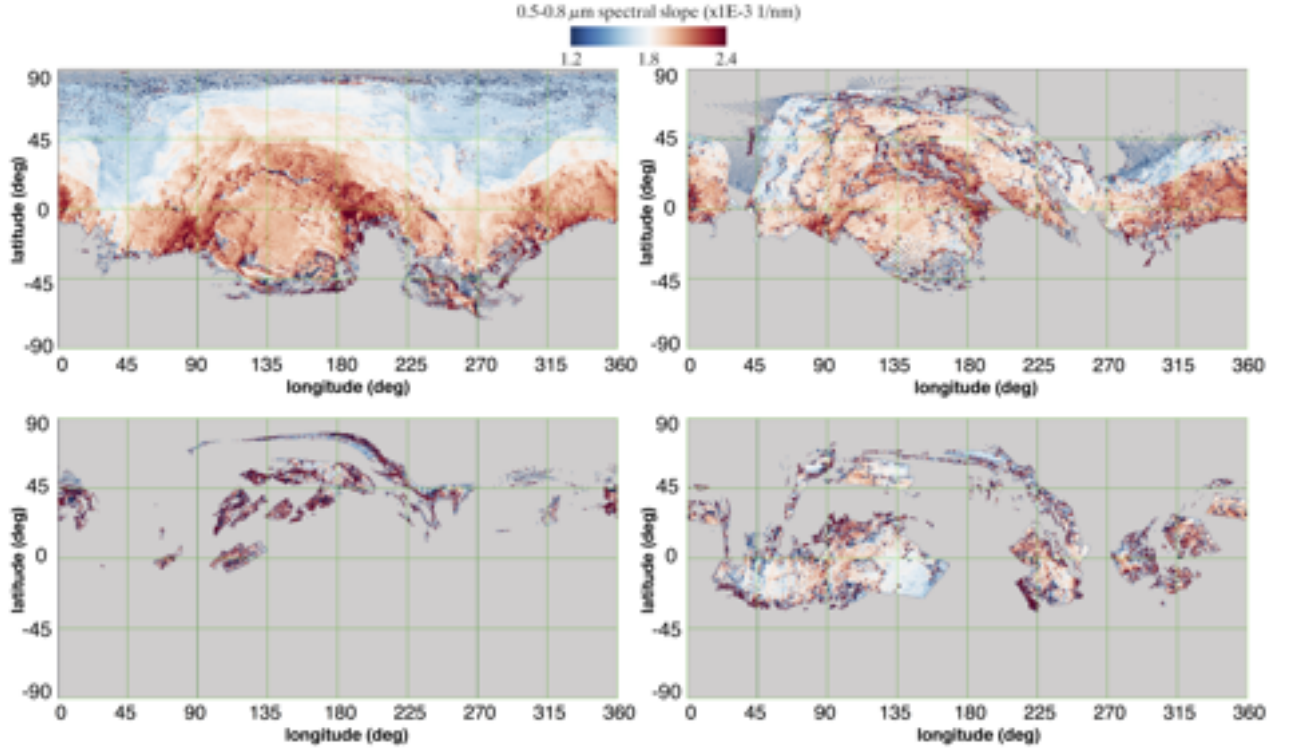 0.5-0.8 μm spectral slope (x1E-3 1/nm)
1.2 1.8 2.4
90 90
45 45
0 0
-45 -45
-90 -90
latitude (deg) latitude (deg)
0 45 90 135 180 225 270 315 360 0 45 90 135 180 225 270 315 360
longitude (deg) longitude (deg)
90 90
45 45
0 0
-45 -45
-90 -90
latitude (deg) latitude (deg)
0 45 90 135 180 225 270 315 360 0 45 90 135 180 225 270 315 360
longitude (deg) longitude (deg)